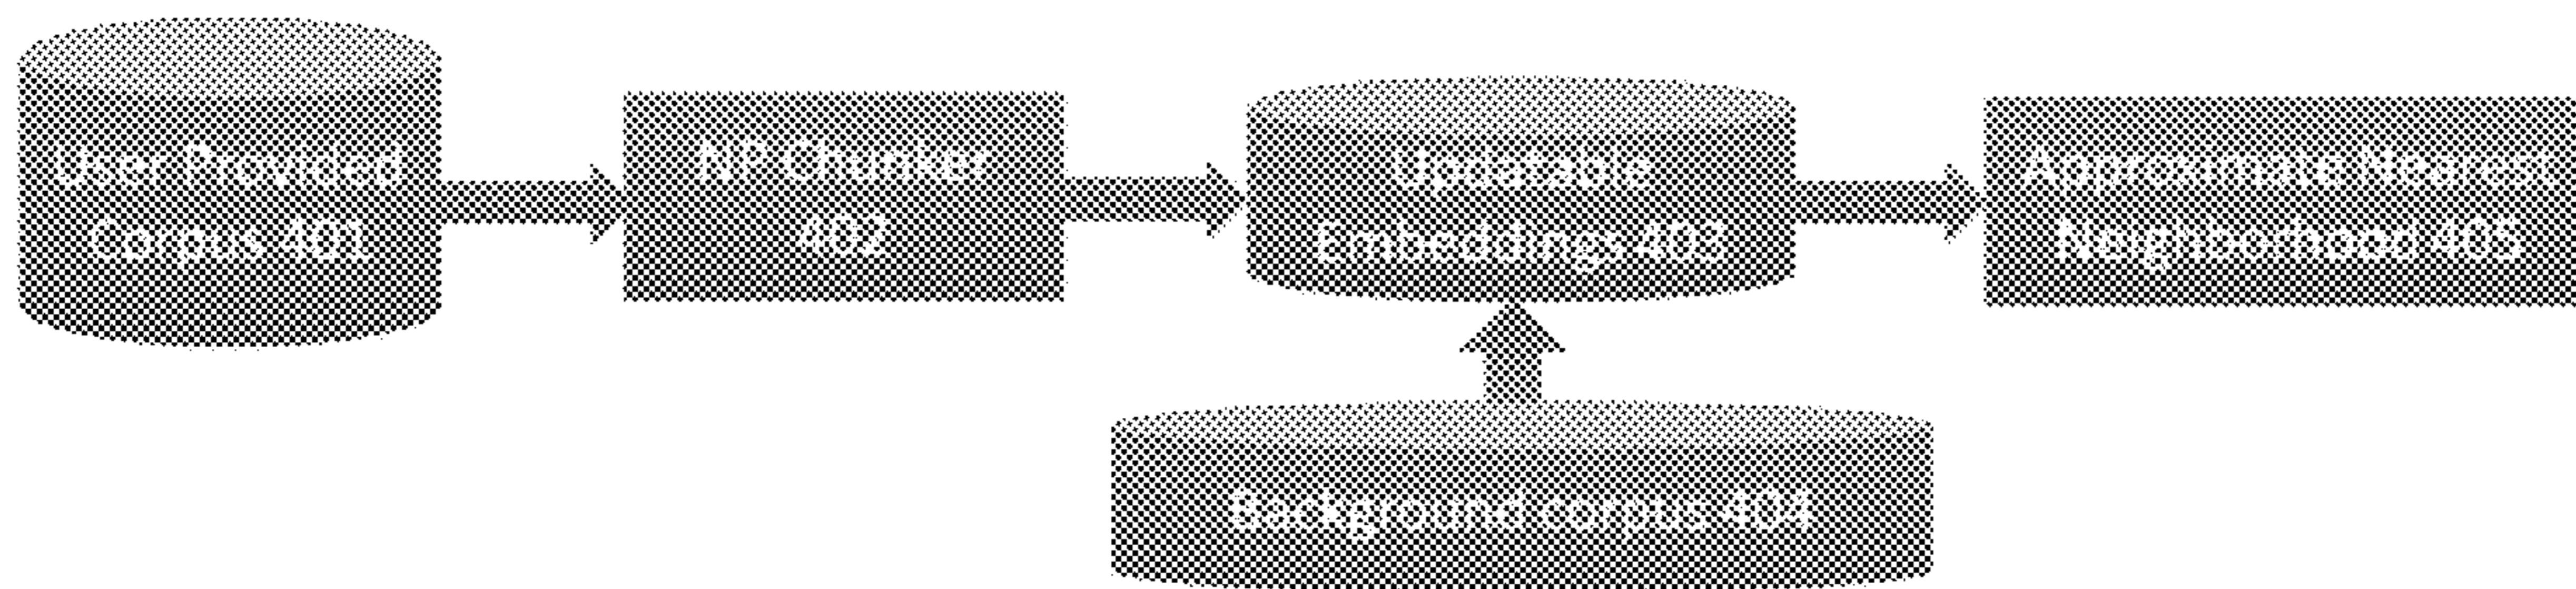 User Provided
Corpus 401
NP Chunker
402
Updatable
Embeddings 403
Approximate Nearest
Neighborhood 405
Background corpus 404